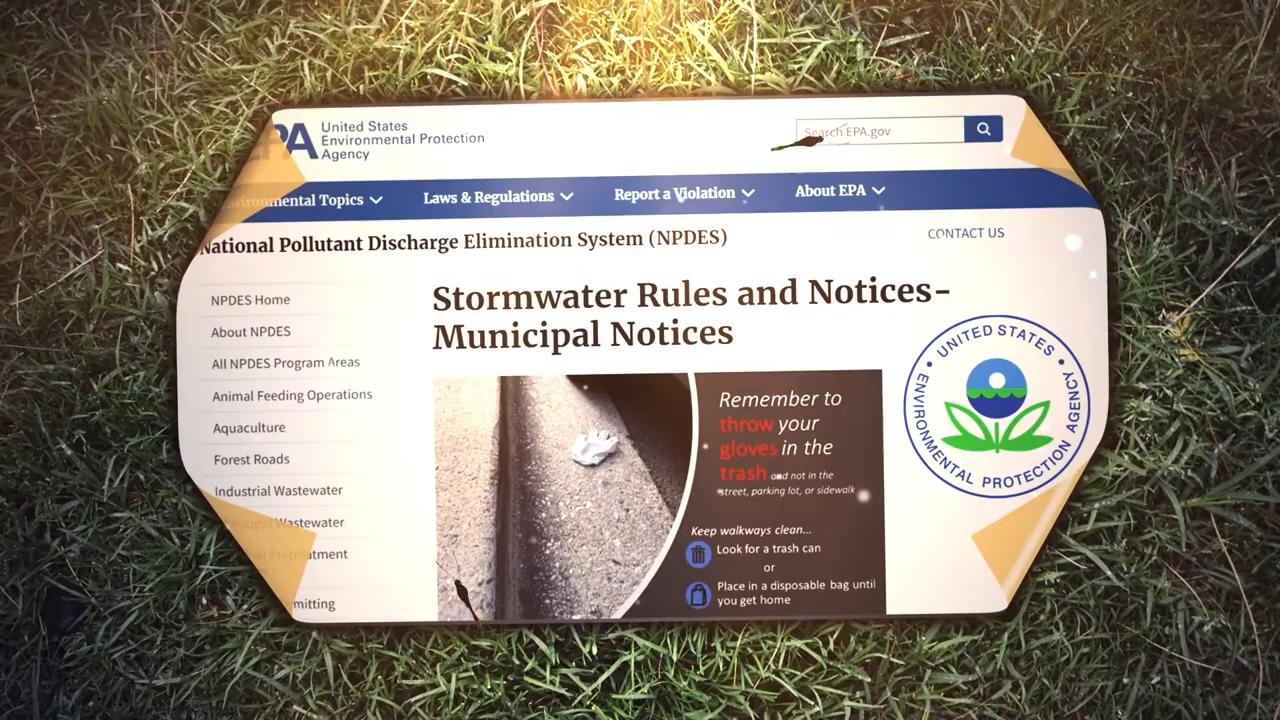 PA
United States
Environmental Protection
Agency
Search EPA.gov
Environmental Topics
Laws & Regulations
Report a Violation
About EPA
National Pollutant Discharge Elimination System (NPDES)
CONTACT US
NPDES Home
About NPDES
All NPDES Program Areas
Animal Feeding Operations
Aquaculture
Forest Roads
Industrial Wastewater
Municipal Wastewater
Pretreatment
mitting
Stormwater Rules and Notices-
Municipal Notices
Remember to
throw your
gloves in the
trash and not in the
street, parking lot, or sidewalk
Keep walkways clean...
Look for a trash can
or
Place in a disposable bag until
you get home
UNITED STATES
ENVIRONMENTAL PROTECTION AGENCY